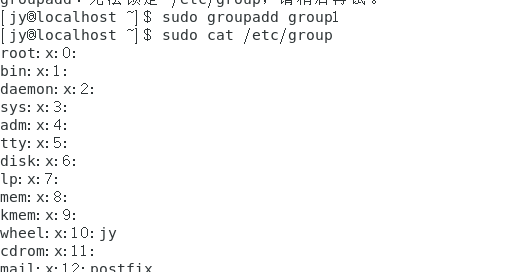 groupadd：无法锁定 /etc/group，请稍后再试。
[jy@localhost ~]$ sudo groupadd group1
[jy@localhost ~]$ sudo cat /etc/group
root:x:0:
bin:x:1:
daemon:x:2:
sys:x:3:
adm:x:4:
tty:x:5:
disk:x:6:
lp:x:7:
mem:x:8:
kmem:x:9:
wheel:x:10:jy
cdrom:x:11:
mail:x:12:postfix